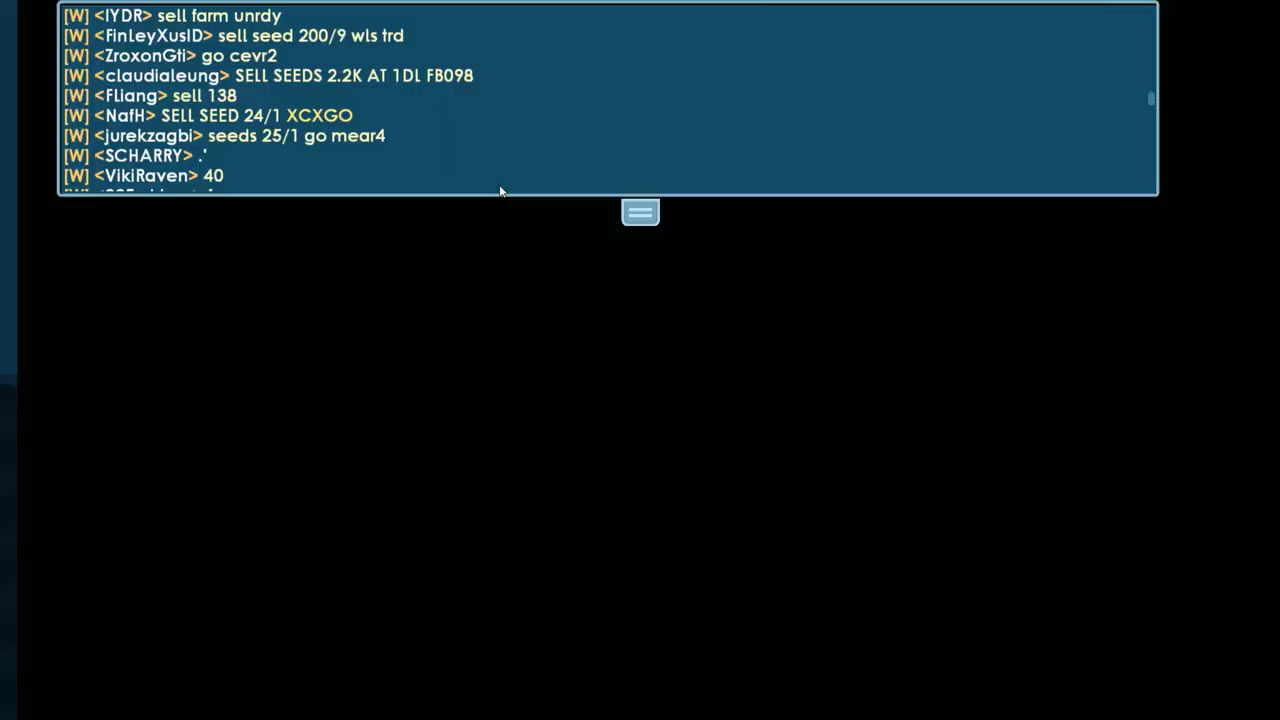 [W] <IYDR> sell farm unrdy
[W] <FinLeyXusID> sell seed 200/9 wls trd
[W] <ZroxonGti> go cevr2
[W] <claudialeung> SELL SEEDS 2.2K AT 1DL FB098
[W] <FLiang> sell 138
[W] <NafH> SELL SEED 24/1 XCXGO
[W] <jurekzagbi> seeds 25/1 go mear4
[W] <SCHARRY> .'
[W] <VikiRaven> 40